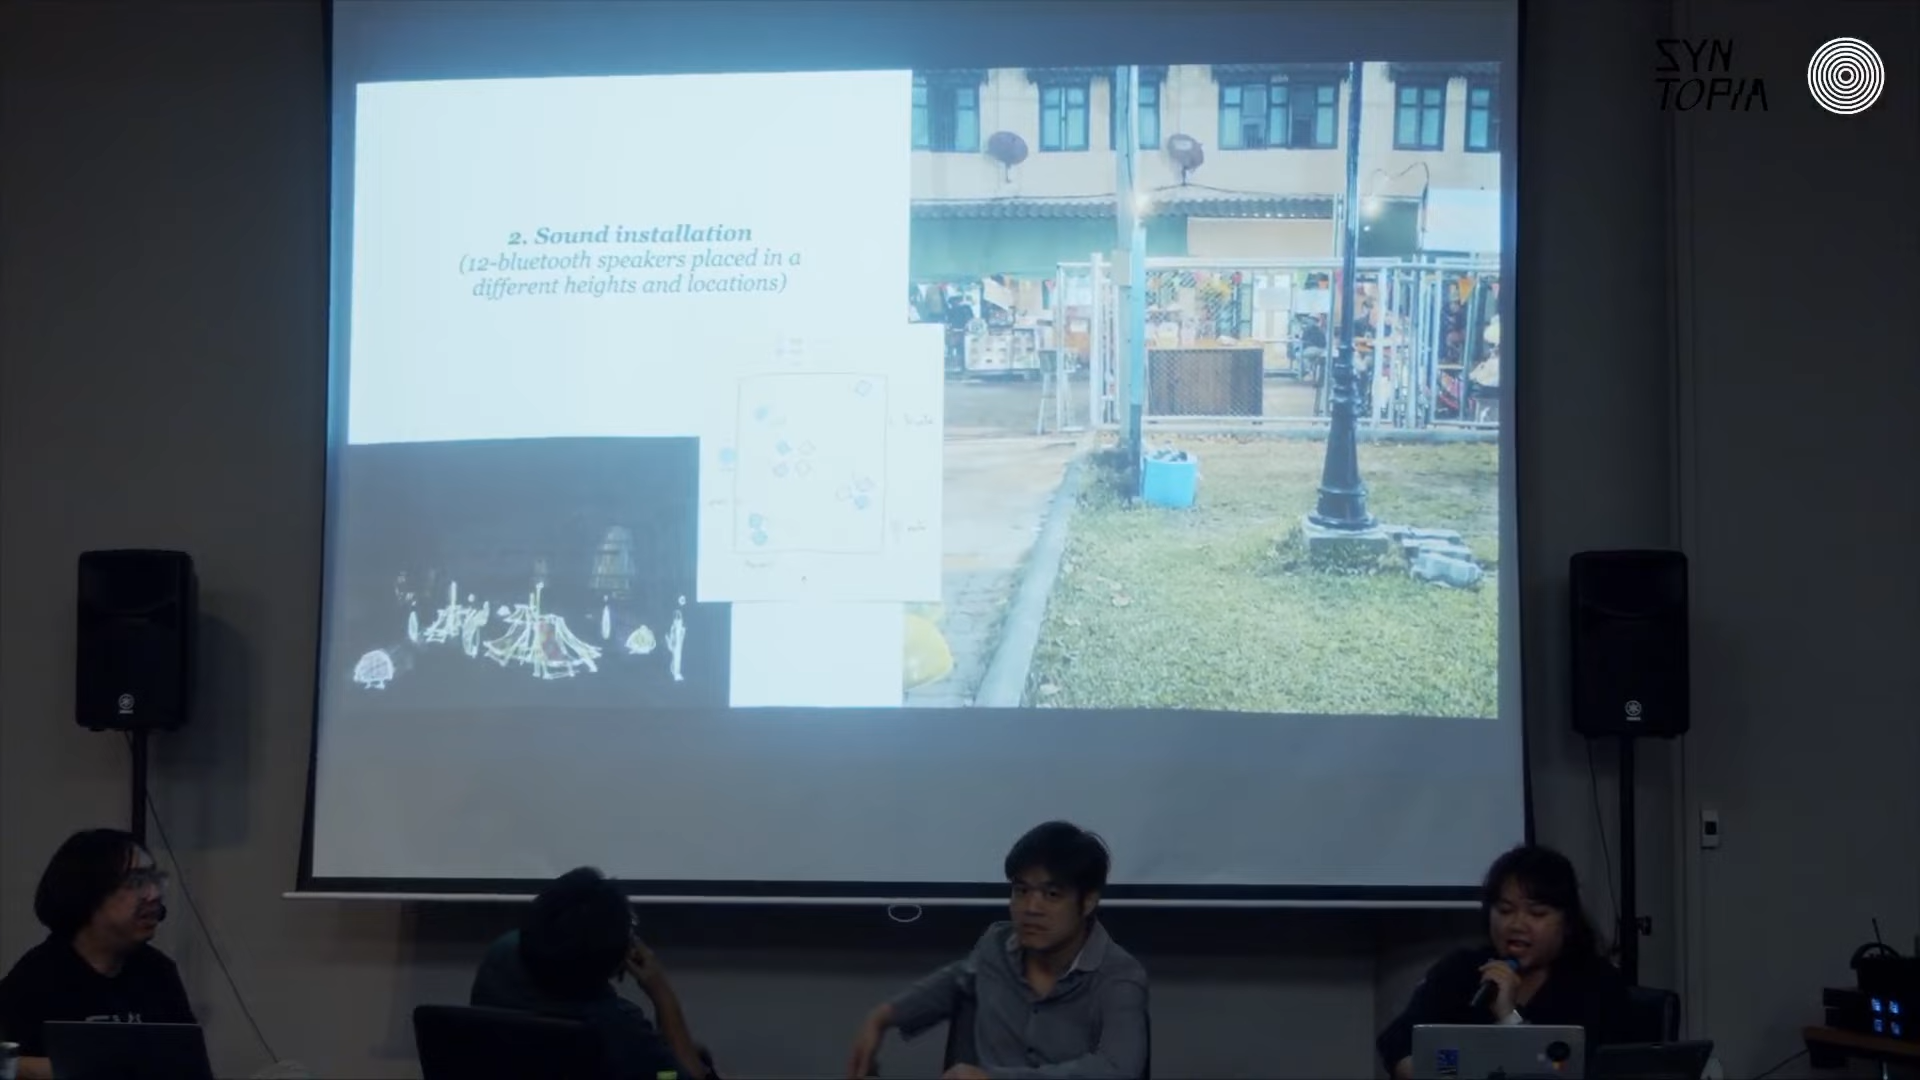 SYN
TOPIA
2. Sound installation
(12-bluetooth speakers placed in a
different heights and locations)